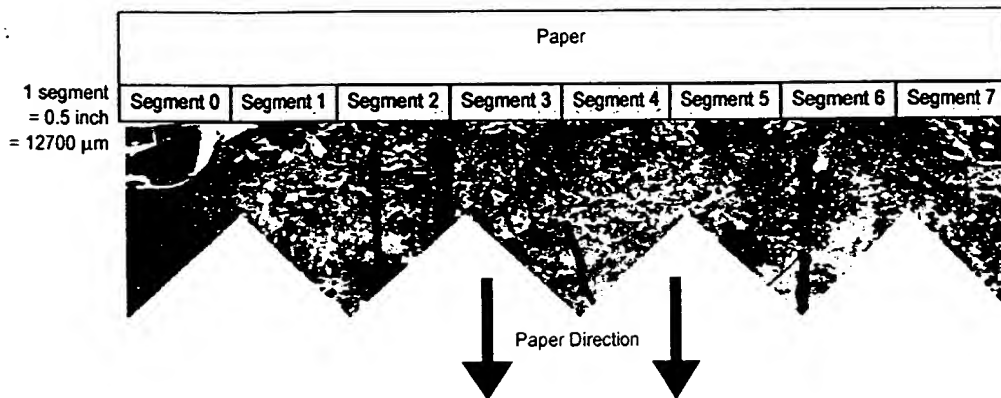 Paper
1 segment
= 0.5 inch
= 12700 µm
Segment 0 Segment 1 Segment 2 Segment 3 Segment 4 Segment 5 Segment 6 Segment 7
Paper Direction